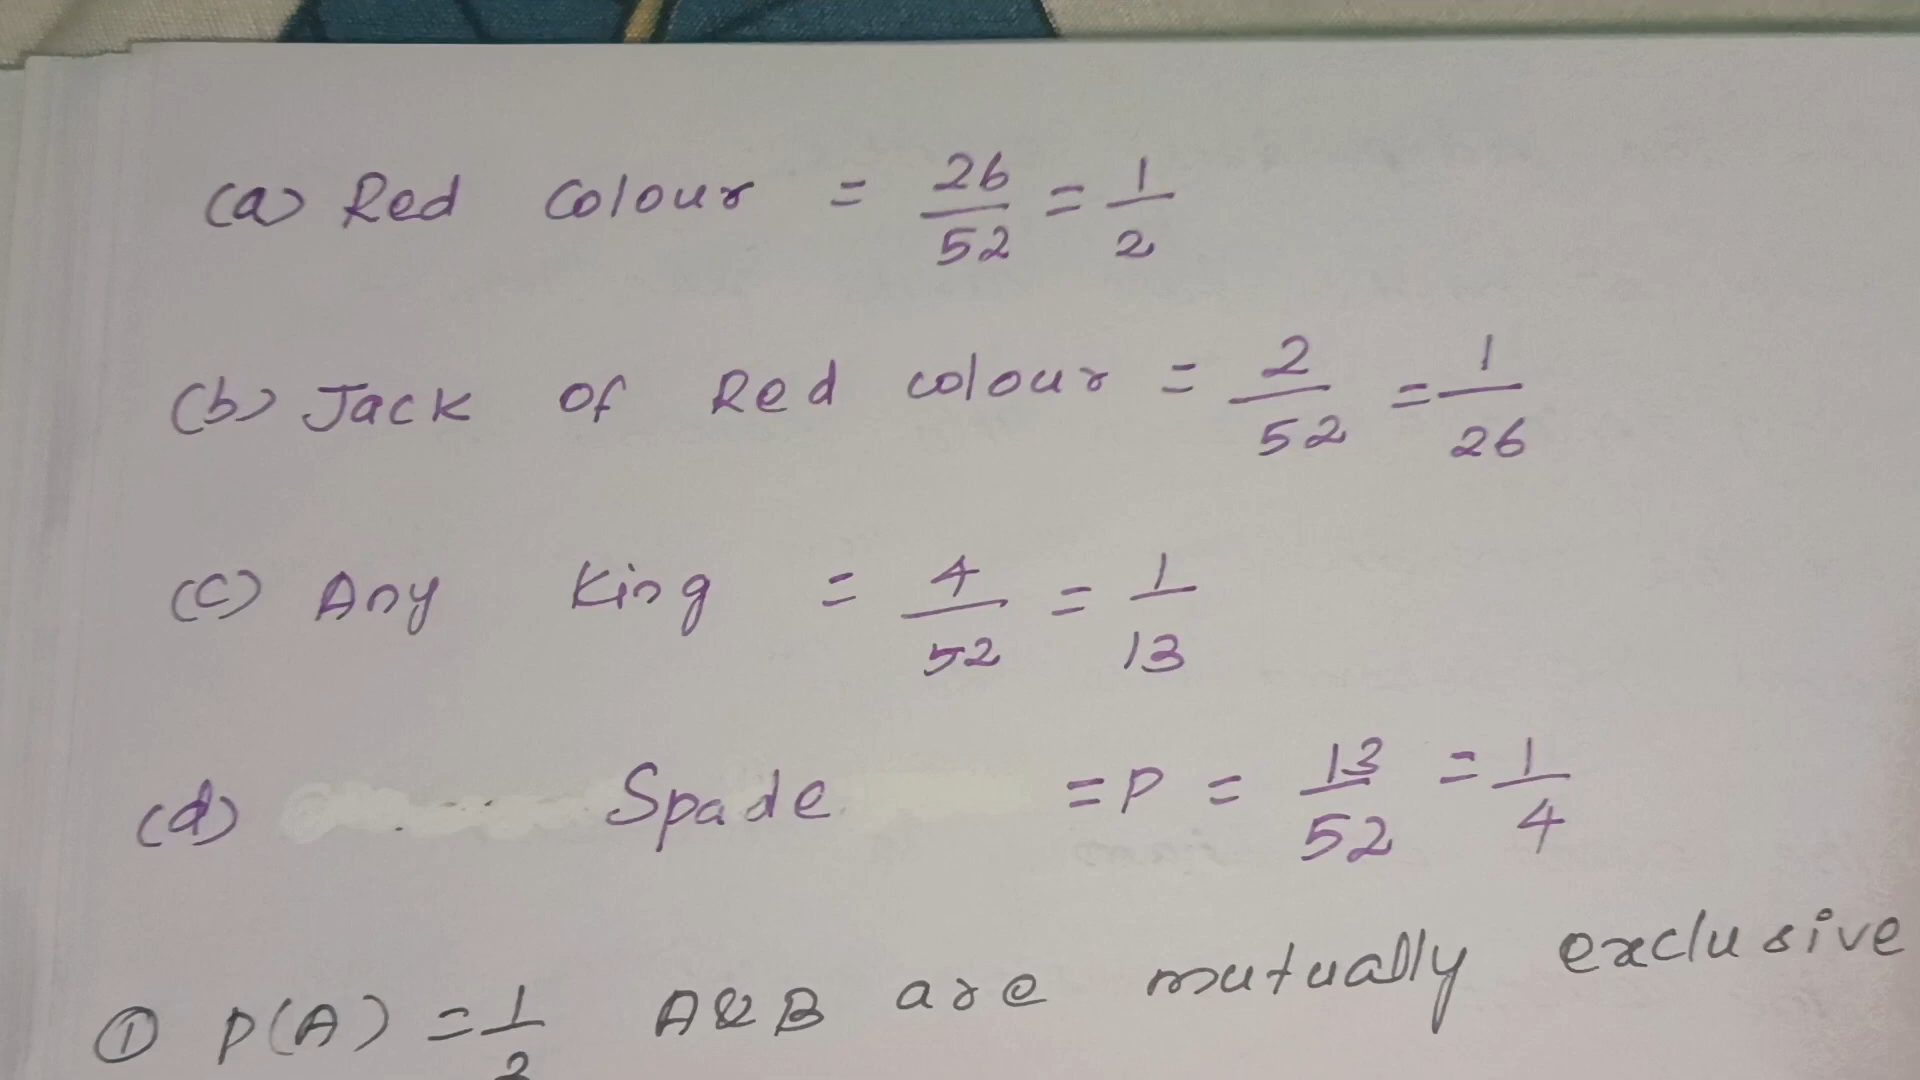 (a) Red Colour = 26/52 = 1/2
(b) Jack of Red colour = 2/52 = 1/26
(c) Any King = 4/52 = 1/13
(d) Spade = P = 13/52 = 1/4
① P(A) = 1/2 A & B are mutually exclusive